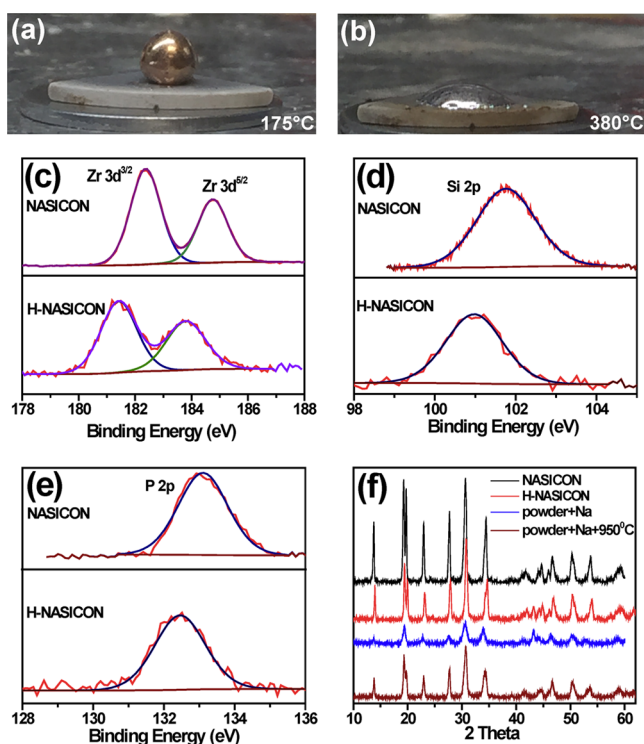 (a)
175°C
(b)
380°C
(c)
Zr 3d3/2
Zr 3d5/2
NASICON
H-NASICON
178 180 182 184 186 188
Binding Energy (eV)
(d)
Si 2p
NASICON
H-NASICON
98 100 102 104
Binding Energy (eV)
(e)
P 2p
NASICON
H-NASICON
128 130 132 134 136
Binding Energy (eV)
(f)
NASICON
H-NASICON
powder+Na
powder+Na+950⁰C
10 20 30 40 50 60
2 Theta